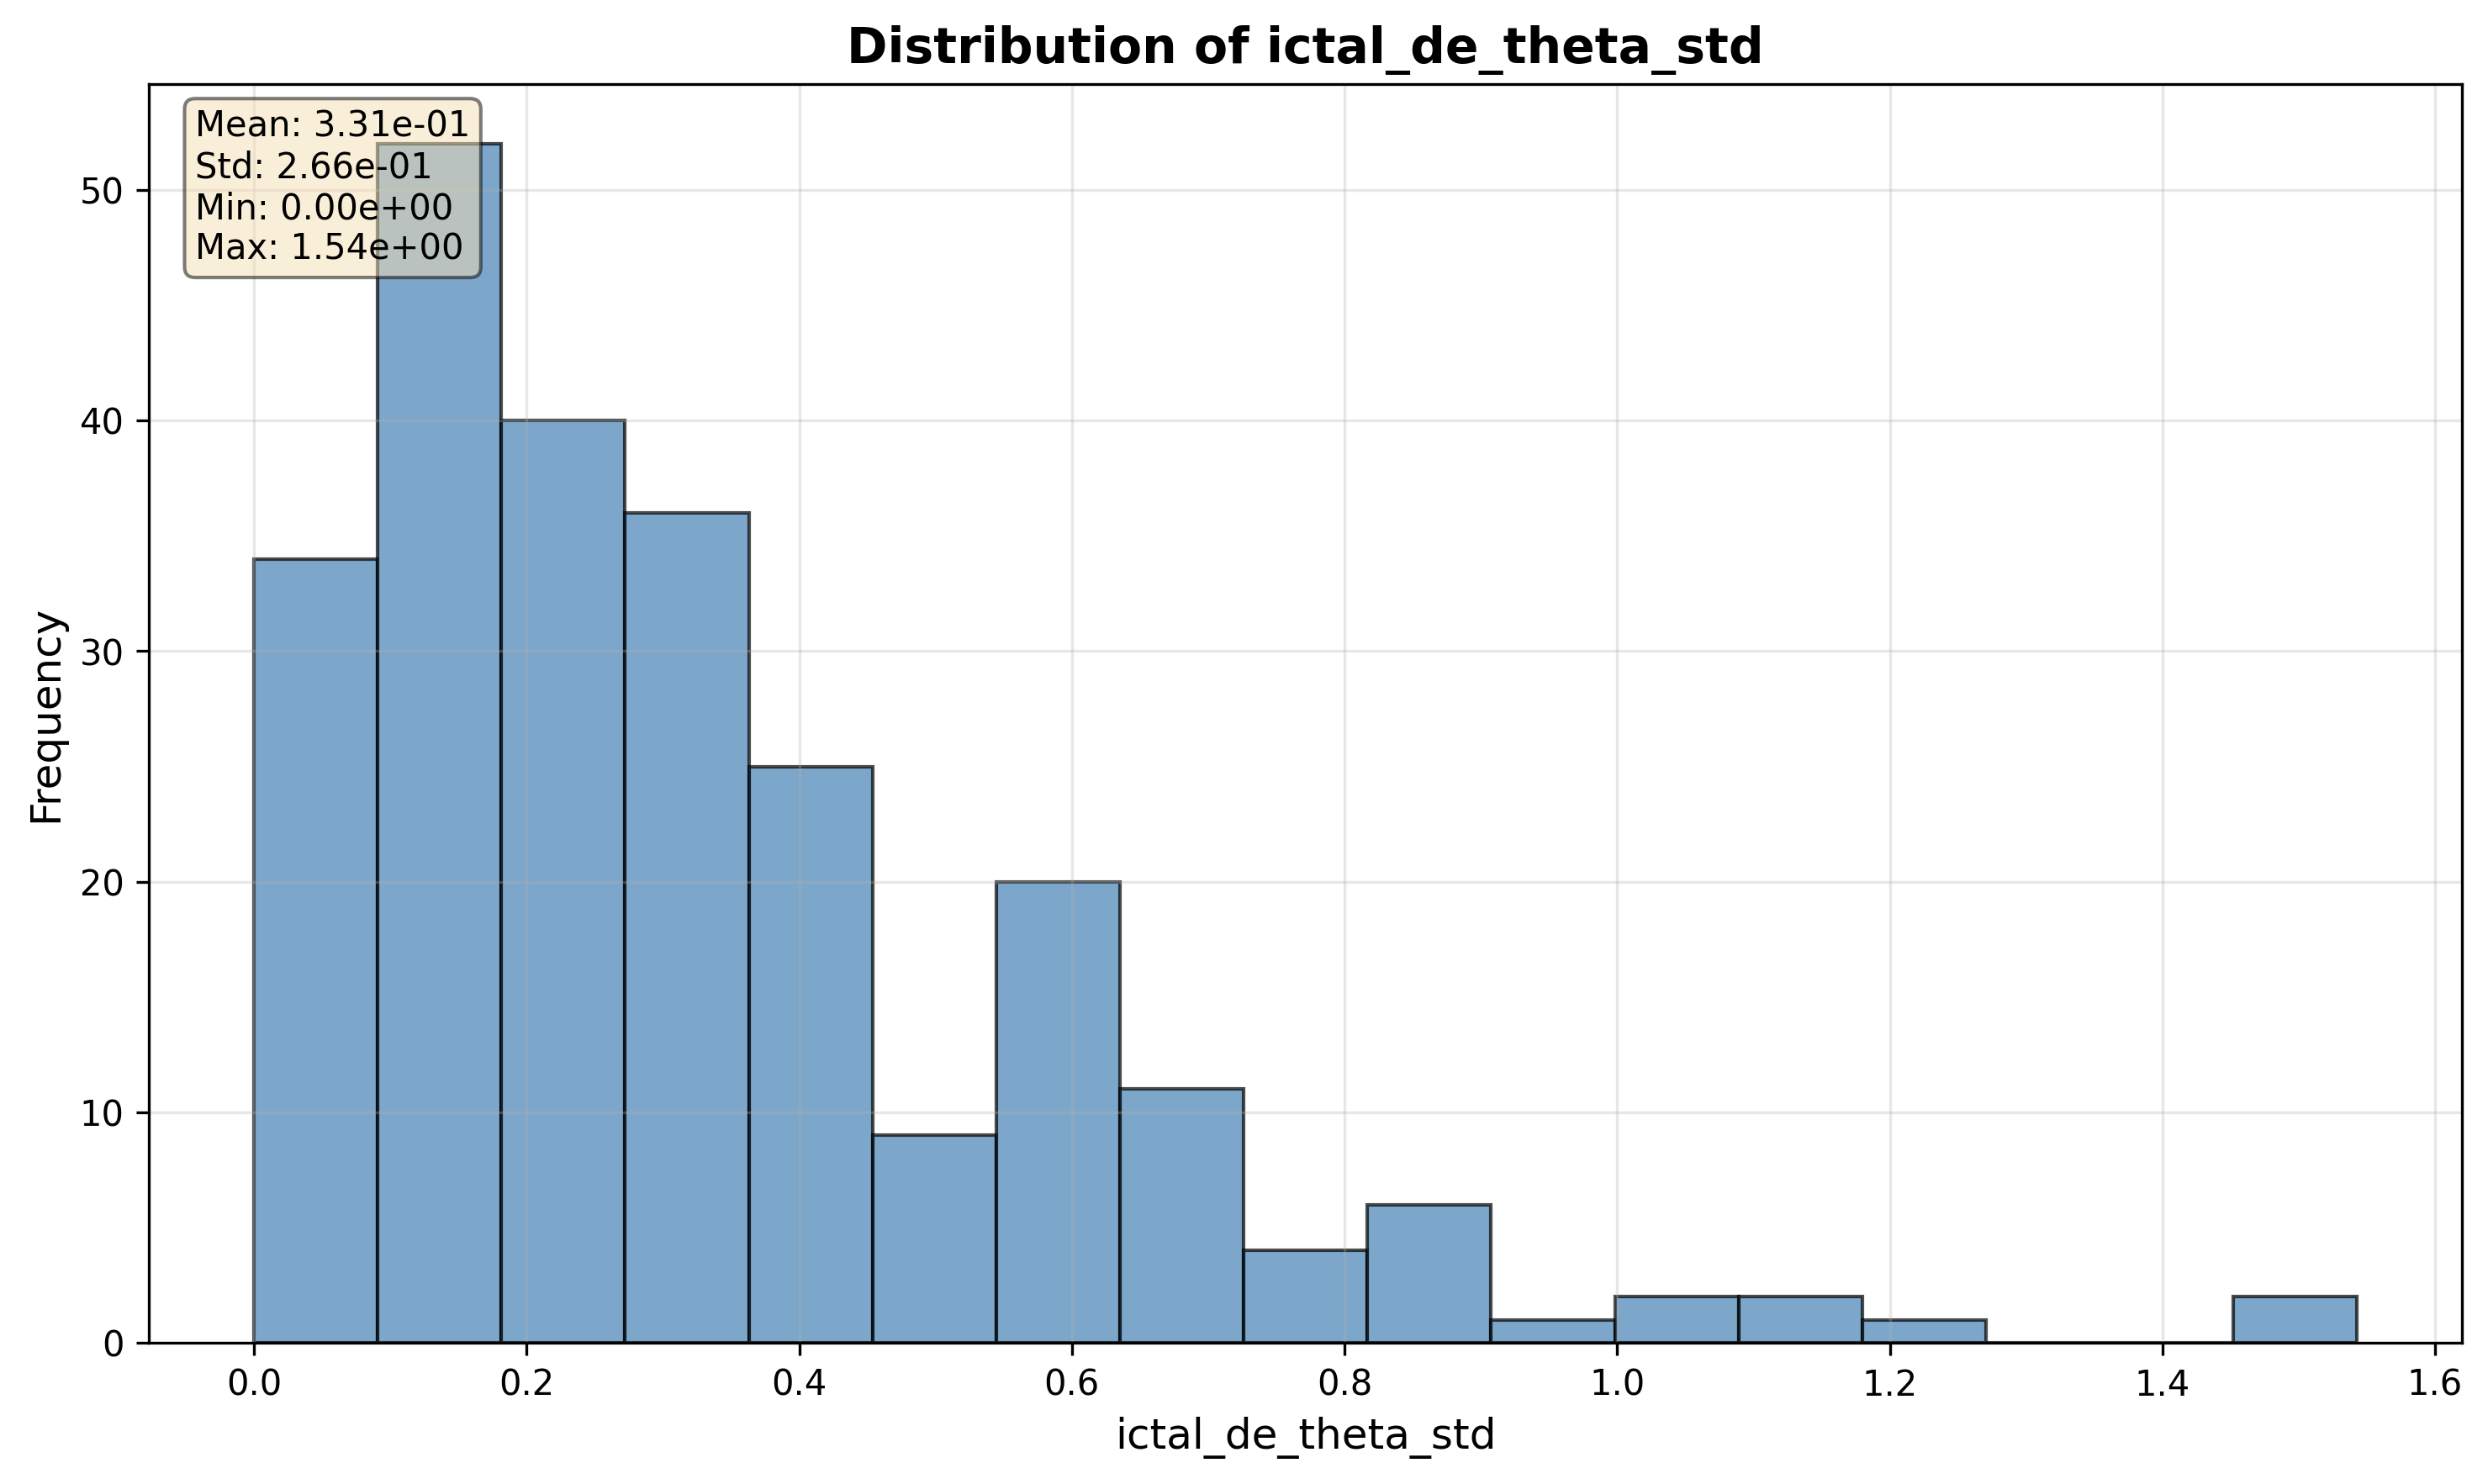 Distribution of ictal_de_theta_std
Mean: 3.31e-01
Std: 2.66e-01
Min: 0.00e+00
Max: 1.54e+00
Frequency
50
40
30
20
10
0
0.0 0.2 0.4 0.6 0.8 1.0 1.2 1.4 1.6
ictal_de_theta_std